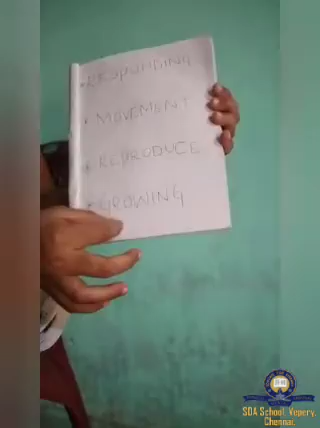 • RESPONDING
• MOVEMENT
• REPRODUCE
• GROWING
SDA School, Vepery,
Chennai.